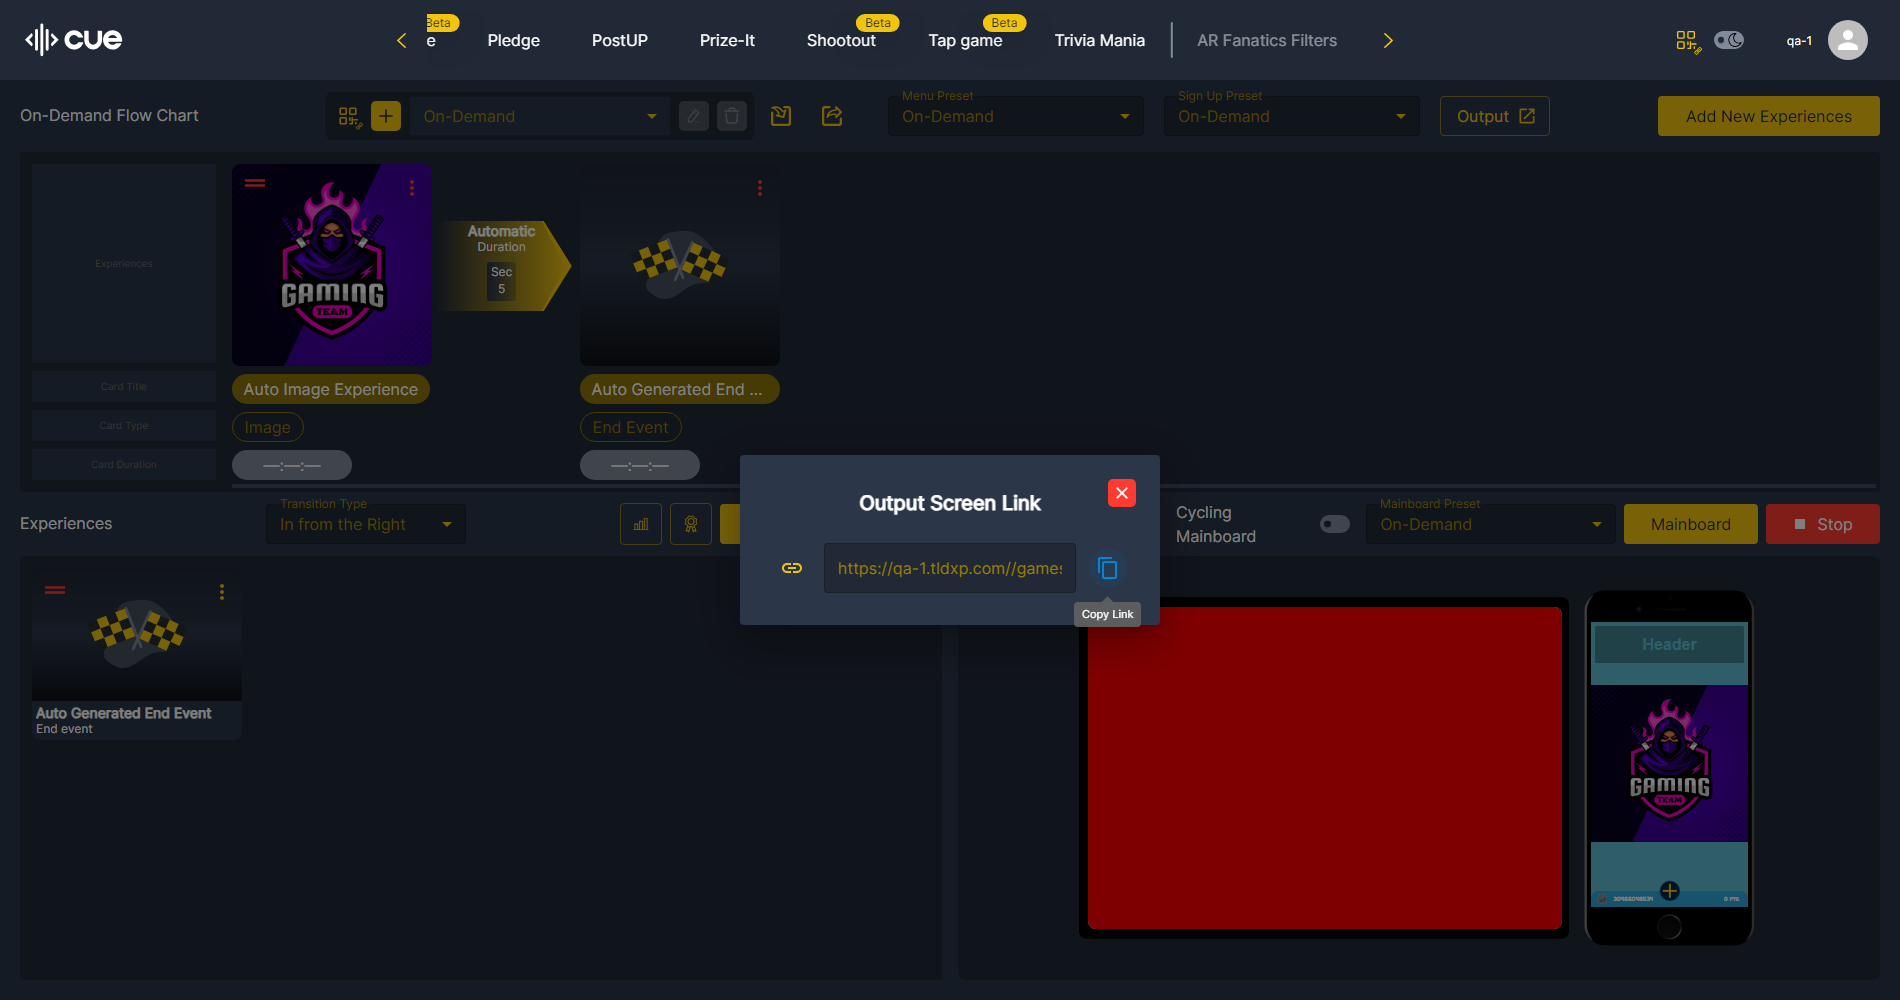 cue
e
Beta
Pledge
PostUP
Prize-It
Shootout
Beta
Tap game
Beta
Trivia Mania
AR Fanatics Filters
qa-1
On-Demand Flow Chart
On-Demand
Menu Preset
On-Demand
Sign Up Preset
On-Demand
Output
Add New Experiences
Experiences
Card Title
Card Type
Card Duration
GAMING
TEAM
Automatic
Duration
Sec
5
Auto Image Experience
Image
—:—:—
Auto Generated End ...
End Event
—:—:—
Experiences
Transition Type
In from the Right
Cycling
Mainboard
Mainboard Preset
On-Demand
Mainboard
Stop
Output Screen Link
https://qa-1.tldxp.com//games
Copy Link
Auto Generated End Event
End event
Header
GAMING
TEAM
0 PTS